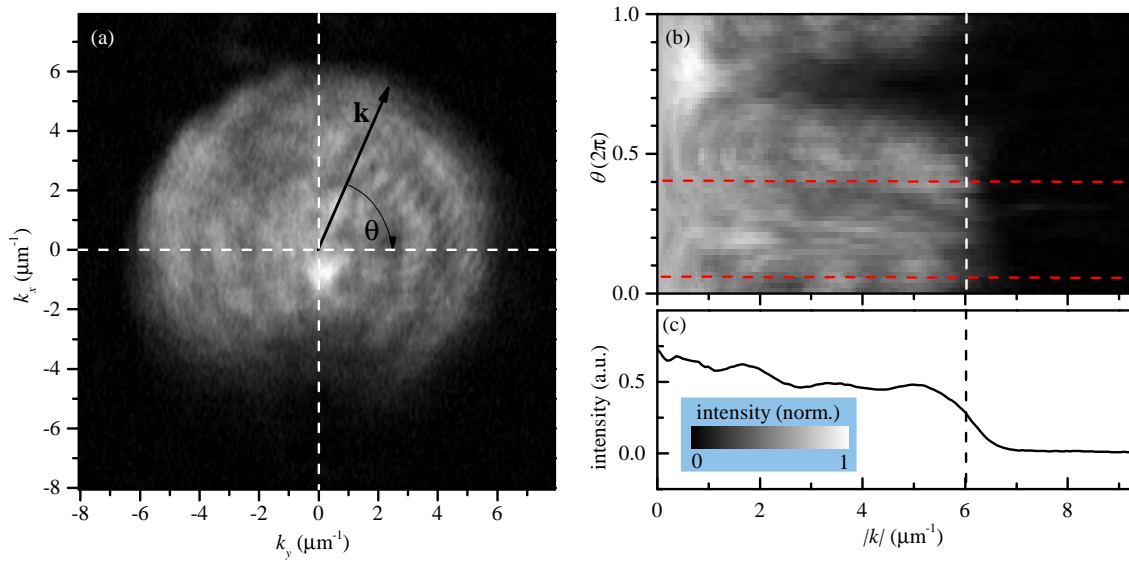 (a)
k
θ
6
4
2
0
-2
-4
-6
-8
kₓ (μm⁻¹)
-8 -6 -4 -2 0 2 4 6
k_y (μm⁻¹)
(b)
1.0
0.5
0.0
θ (2π)
(c)
0.5
0.0
intensity (a.u.)
intensity (norm.)
0 1
0 2 4 6 8
|k| (μm⁻¹)